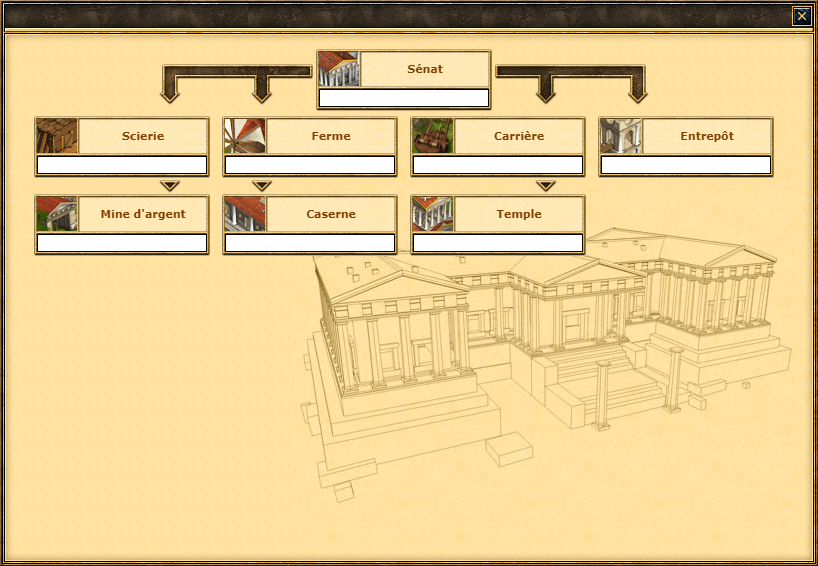 Sénat
Scierie
Ferme
Carrière
Entrepôt
Mine d'argent
Caserne
Temple